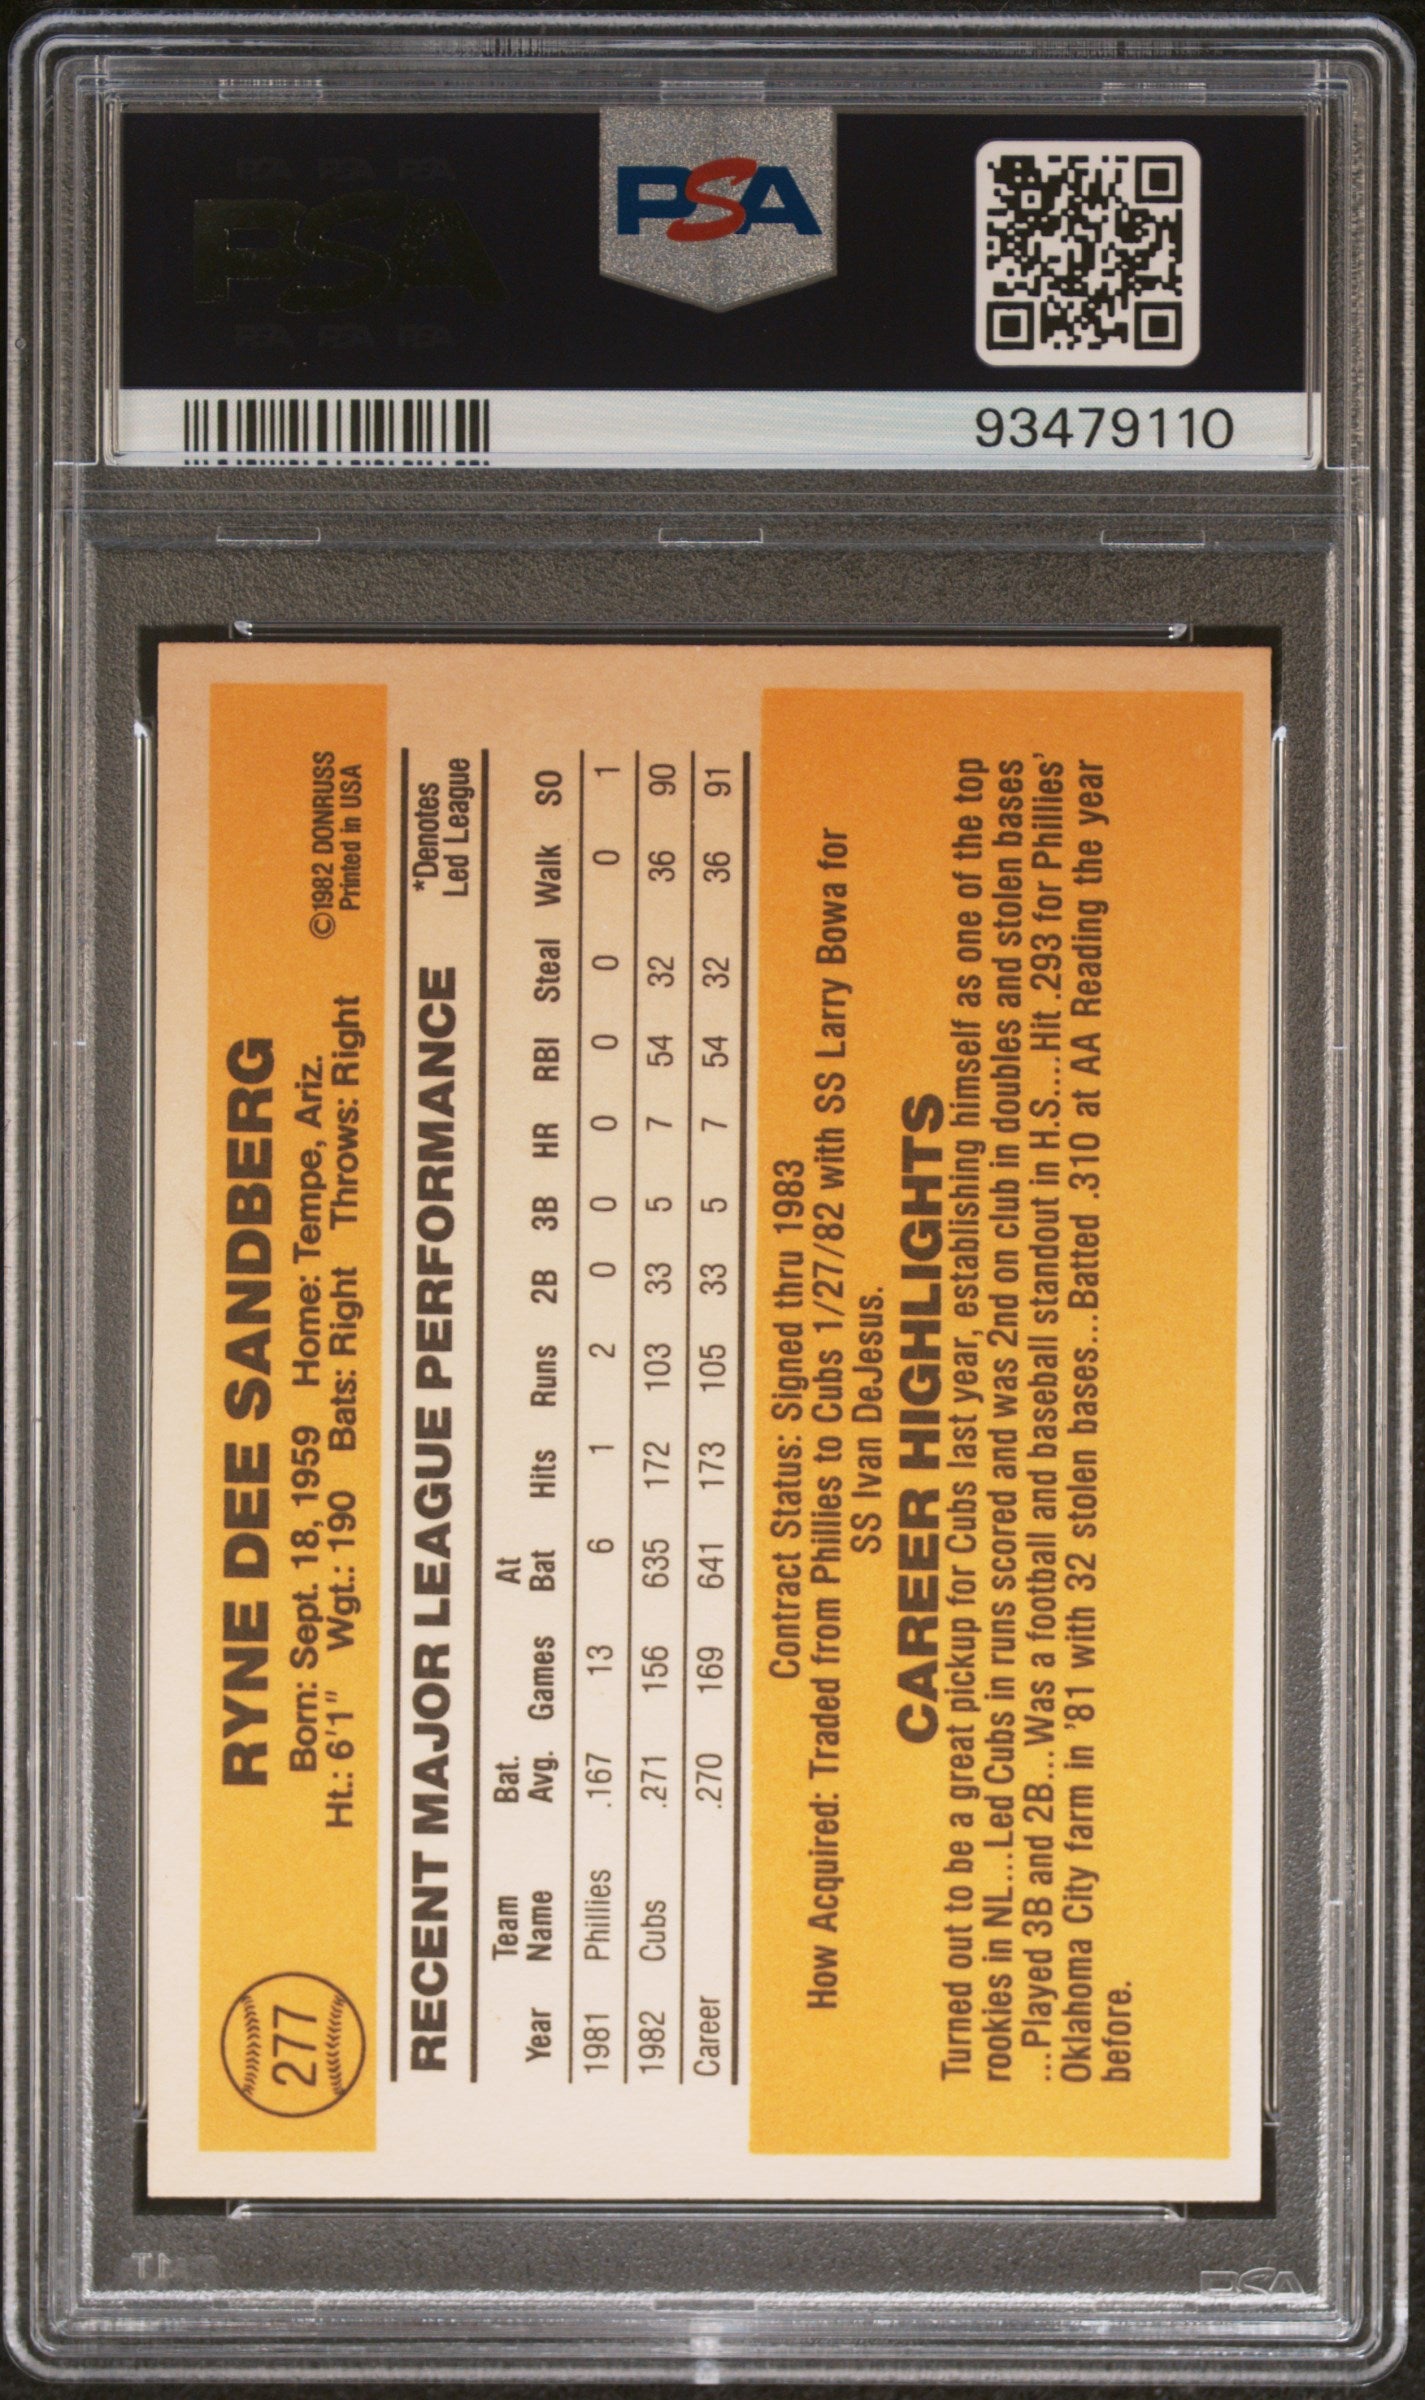 PSA PSA PSA
PSA
PSA PSA PSA
PSA
93479110
277
RYNE DEE SANDBERG
Born: Sept. 18, 1959 Home: Tempe, Ariz.
Ht.: 6'1" Wgt.: 190 Bats: Right Throws: Right
©1982 DONRUSS
Printed in USA
RECENT MAJOR LEAGUE PERFORMANCE
*Denotes
Led League
Year Team Name Bat. Avg. Games At Bat Hits Runs 2B 3B HR RBI Steal Walk SO
1981 Phillies .167 13 6 1 2 0 0 0 0 0 0 1
1982 Cubs .271 156 635 172 103 33 5 7 54 32 36 90
Career .270 169 641 173 105 33 5 7 54 32 36 91
Contract Status: Signed thru 1983
How Acquired: Traded from Phillies to Cubs 1/27/82 with SS Larry Bowa for
SS Ivan DeJesus.
CAREER HIGHLIGHTS
Turned out to be a great pickup for Cubs last year, establishing himself as one of the top
rookies in NL...Led Cubs in runs scored and was 2nd on club in doubles and stolen bases
...Played 3B and 2B...Was a football and baseball standout in H.S....Hit .293 for Phillies'
Oklahoma City farm in '81 with 32 stolen bases...Batted .310 at AA Reading the year
before.
PSA